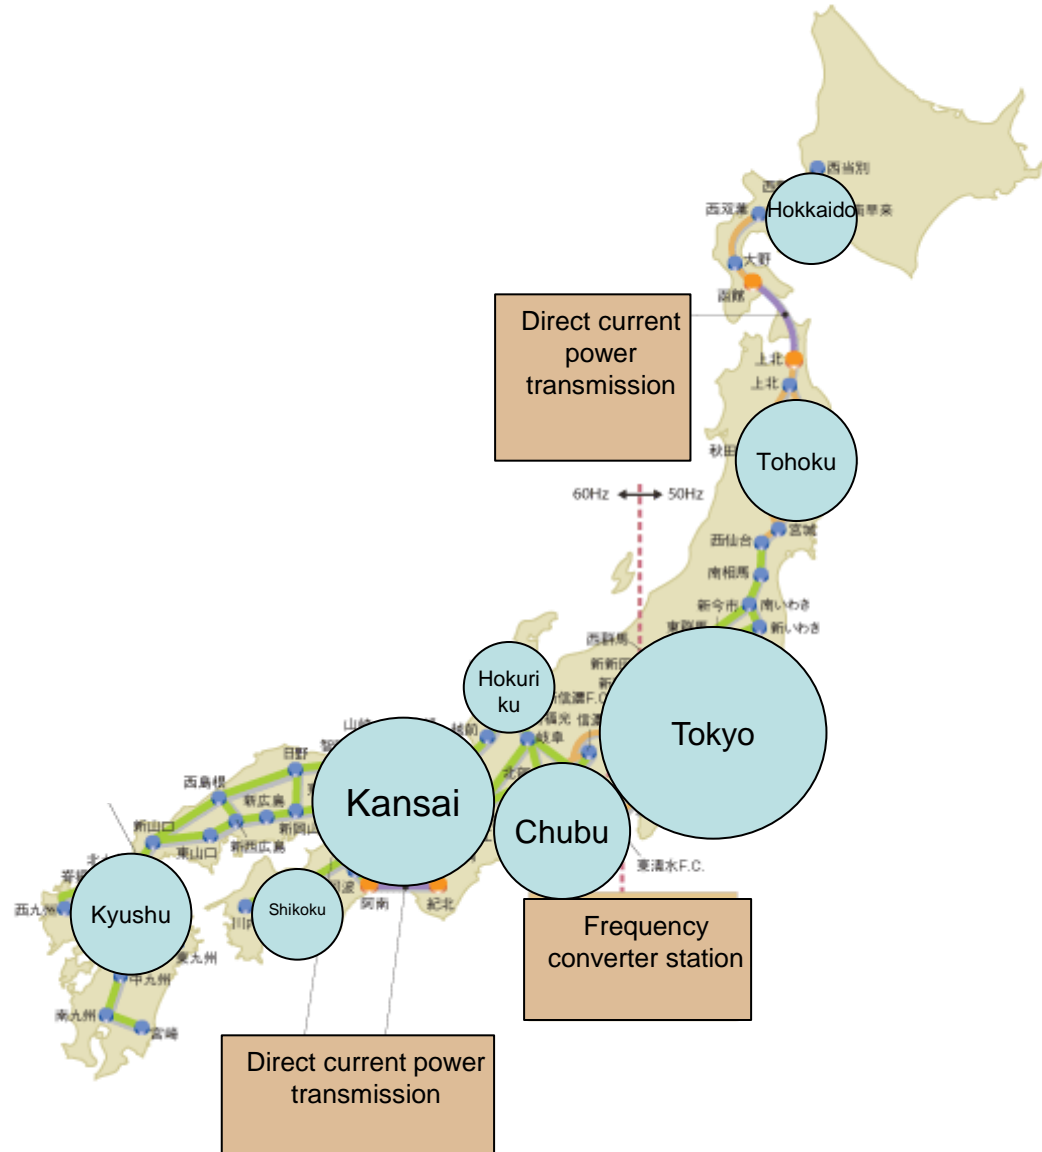 西当別
西双葉
Hokkaido
大野
函館
Direct current
power
transmission
上北
上北
秋田
Tohoku
60Hz
50Hz
宮城
西仙台
南相馬
新今市
南いわき
新いわき
西群馬
Hokuri
ku
Tokyo
越前
岐阜
日野
西島根
新広島
Kansai
Chubu
新山口
東山口
新西広島
東清水F.C.
Kyushu
Shikoku
西九州
阿南
紀北
Frequency
converter station
東九州
中九州
南九州
宮崎
Direct current power
transmission